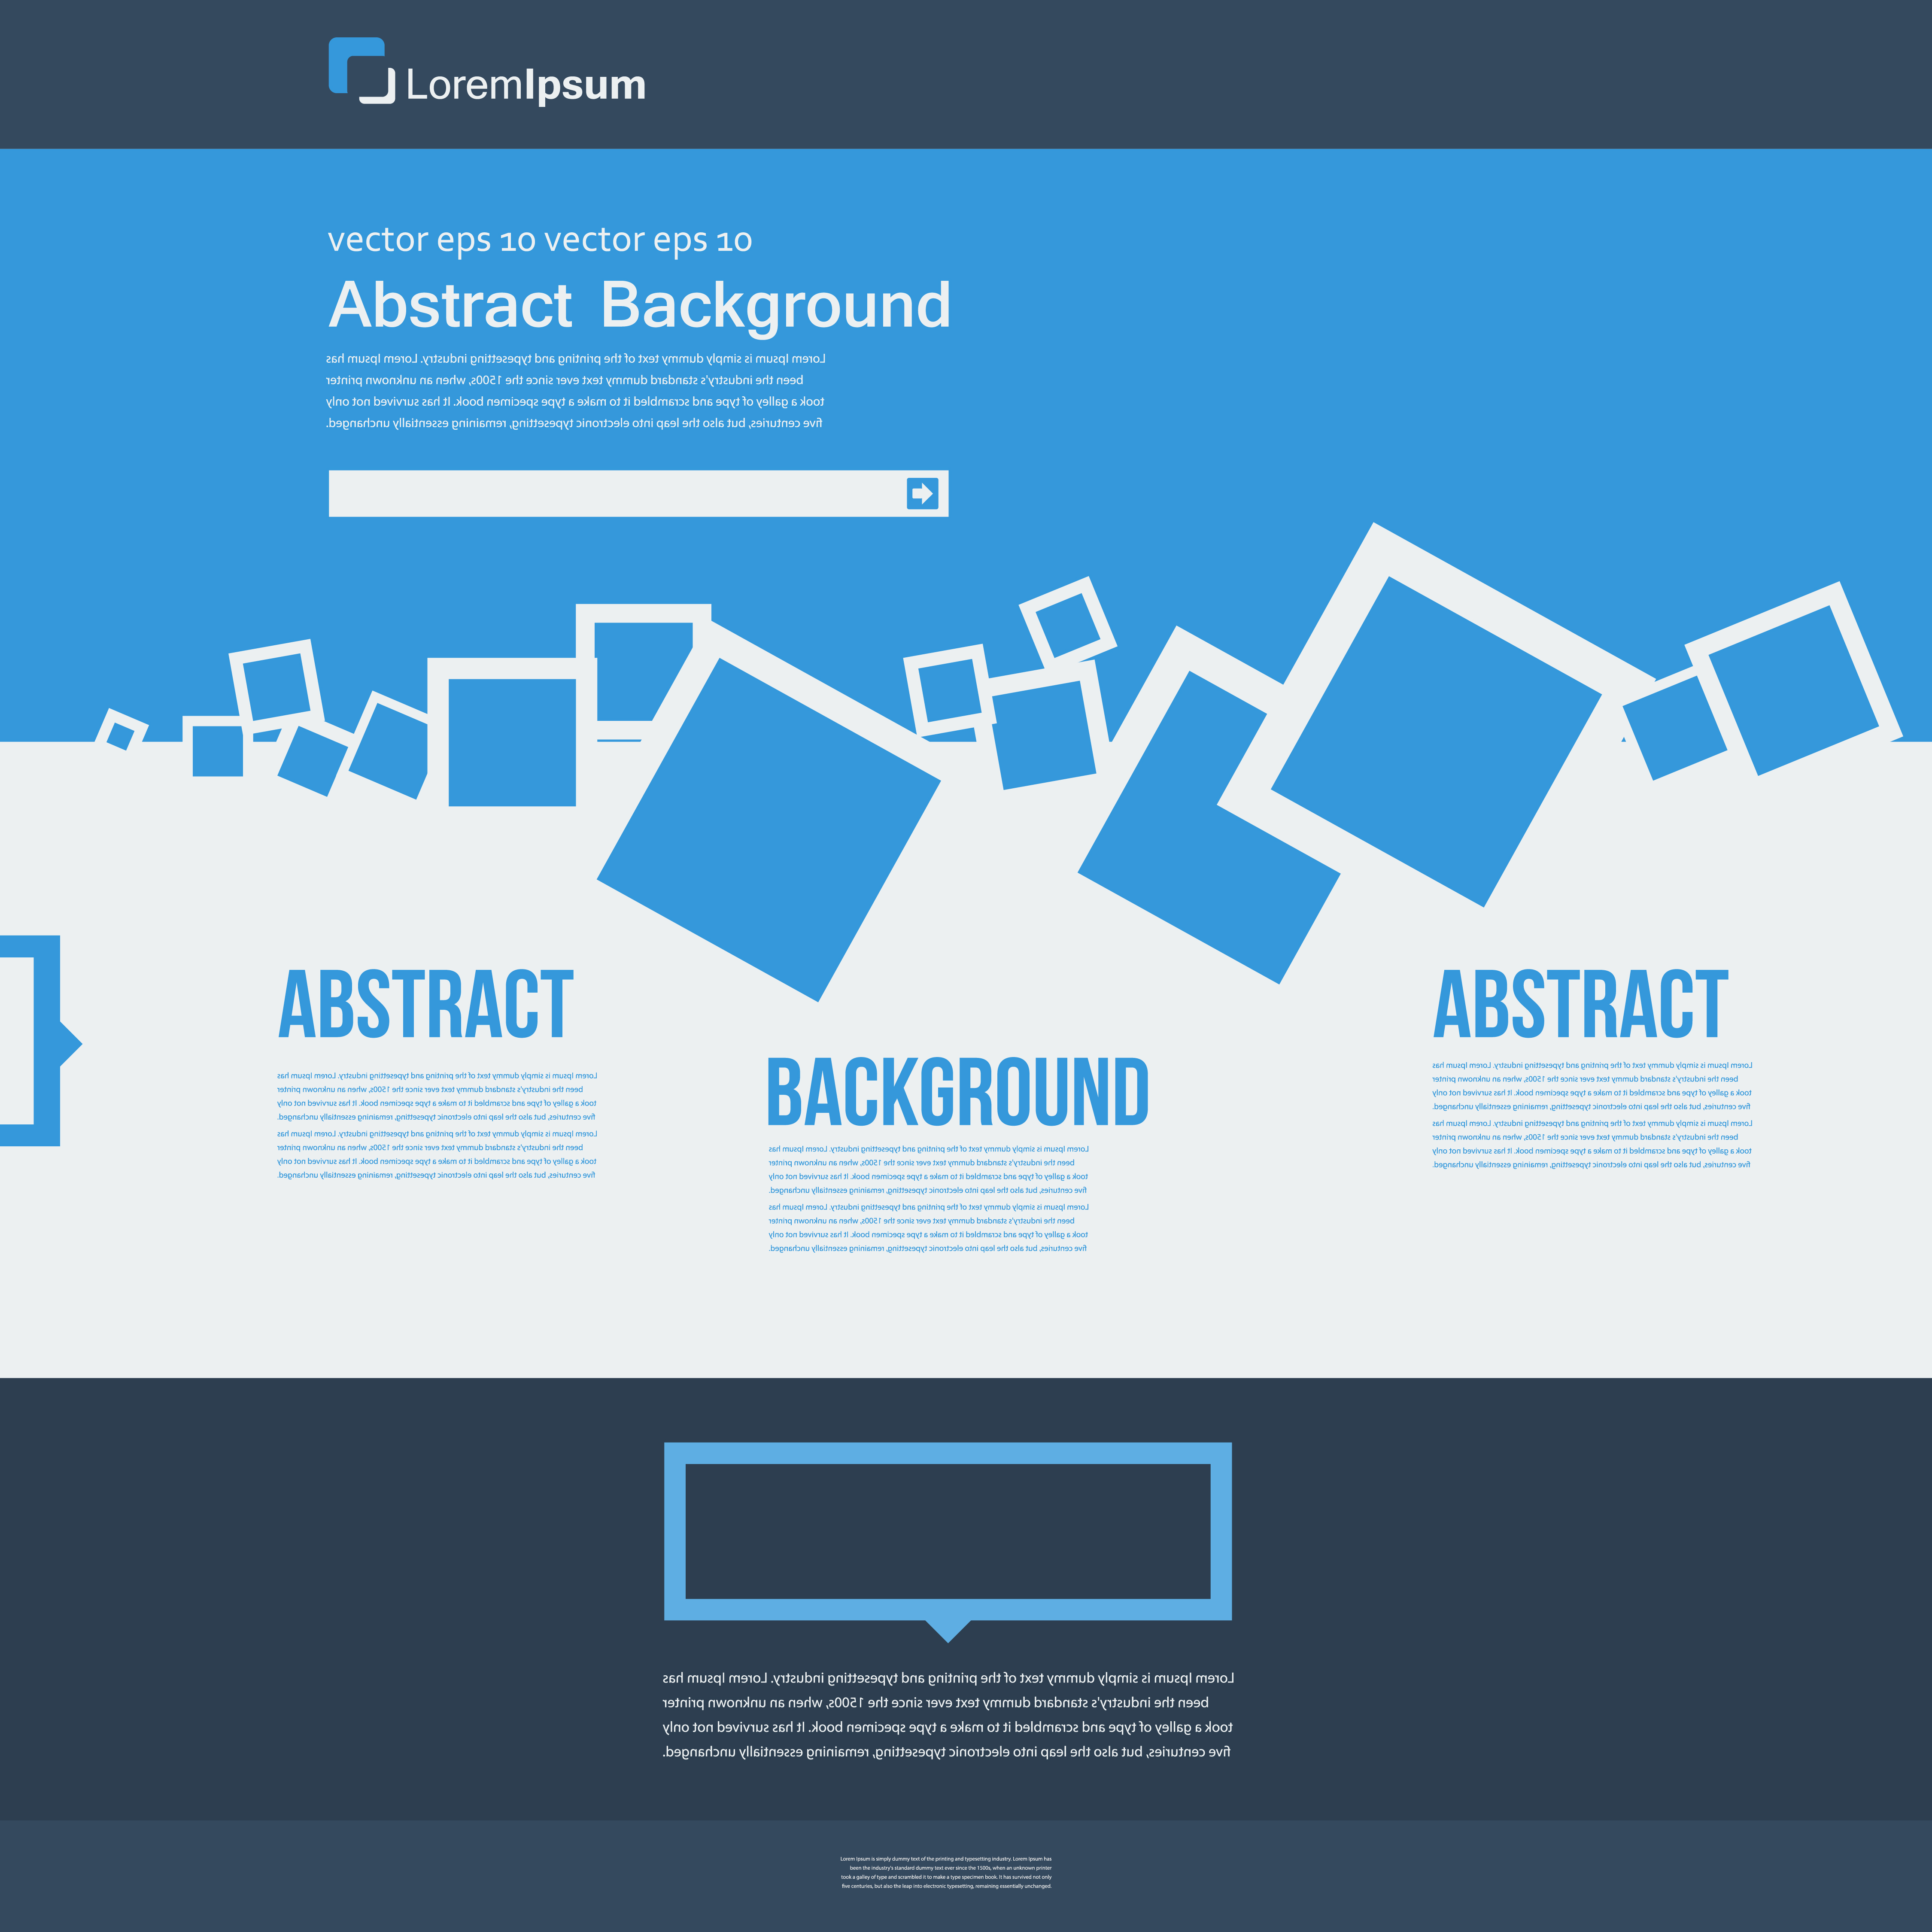 LoremIpsum
vector eps 10 vector eps 10
Abstract Background
Lorem Ipsum is simply dummy text of the printing and typesetting industry. Lorem Ipsum has
been the industry's standard dummy text ever since the 1500s, when an unknown printer
took a galley of type and scrambled it to make a type specimen book. It has survived not only
five centuries, but also the leap into electronic typesetting, remaining essentially unchanged.
ABSTRACT
Lorem Ipsum is simply dummy text of the printing and typesetting industry. Lorem Ipsum has
been the industry's standard dummy text ever since the 1500s, when an unknown printer
took a galley of type and scrambled it to make a type specimen book. It has survived not only
five centuries, but also the leap into electronic typesetting, remaining essentially unchanged.
Lorem Ipsum is simply dummy text of the printing and typesetting industry. Lorem Ipsum has
been the industry's standard dummy text ever since the 1500s, when an unknown printer
took a galley of type and scrambled it to make a type specimen book. It has survived not only
five centuries, but also the leap into electronic typesetting, remaining essentially unchanged.
BACKGROUND
Lorem Ipsum is simply dummy text of the printing and typesetting industry. Lorem Ipsum has
been the industry's standard dummy text ever since the 1500s, when an unknown printer
took a galley of type and scrambled it to make a type specimen book. It has survived not only
five centuries, but also the leap into electronic typesetting, remaining essentially unchanged.
Lorem Ipsum is simply dummy text of the printing and typesetting industry. Lorem Ipsum has
been the industry's standard dummy text ever since the 1500s, when an unknown printer
took a galley of type and scrambled it to make a type specimen book. It has survived not only
five centuries, but also the leap into electronic typesetting, remaining essentially unchanged.
ABSTRACT
Lorem Ipsum is simply dummy text of the printing and typesetting industry. Lorem Ipsum has
been the industry's standard dummy text ever since the 1500s, when an unknown printer
took a galley of type and scrambled it to make a type specimen book. It has survived not only
five centuries, but also the leap into electronic typesetting, remaining essentially unchanged.
Lorem Ipsum is simply dummy text of the printing and typesetting industry. Lorem Ipsum has
been the industry's standard dummy text ever since the 1500s, when an unknown printer
took a galley of type and scrambled it to make a type specimen book. It has survived not only
five centuries, but also the leap into electronic typesetting, remaining essentially unchanged.
Lorem Ipsum is simply dummy text of the printing and typesetting industry. Lorem Ipsum has
been the industry's standard dummy text ever since the 1500s, when an unknown printer
took a galley of type and scrambled it to make a type specimen book. It has survived not only
five centuries, but also the leap into electronic typesetting, remaining essentially unchanged.
Lorem Ipsum is simply dummy text of the printing and typesetting industry. Lorem Ipsum has
been the industry's standard dummy text ever since the 1500s, when an unknown printer
took a galley of type and scrambled it to make a type specimen book. It has survived not only
five centuries, but also the leap into electronic typesetting, remaining essentially unchanged.